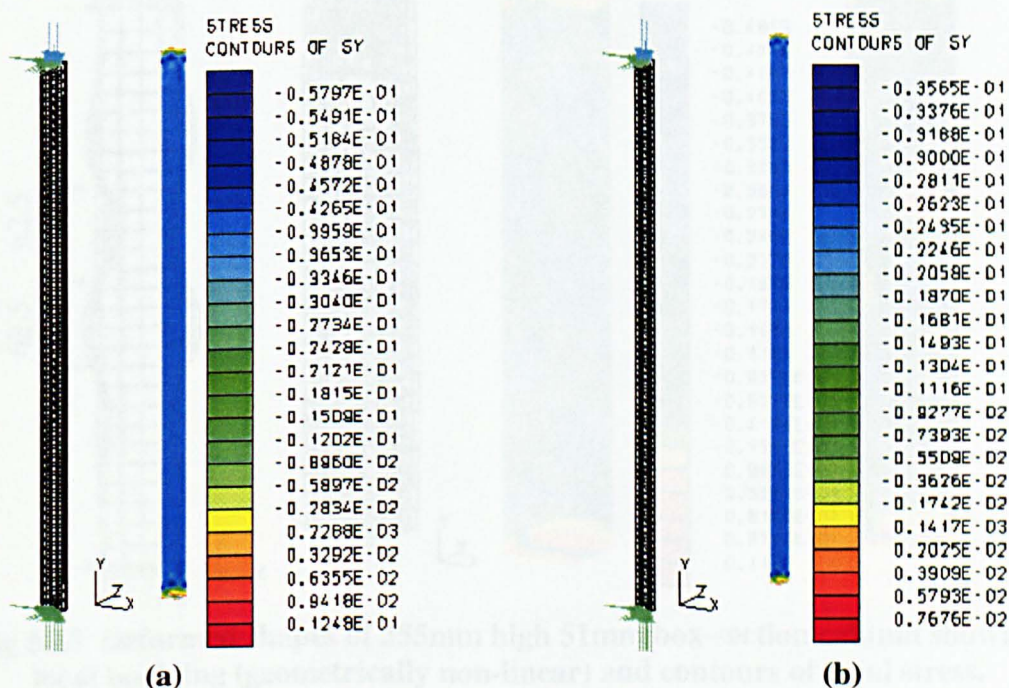 STRESS
CONTOURS OF SY
-0.5797E-01
-0.5491E-01
-0.5184E-01
-0.4878E-01
-0.4572E-01
-0.4265E-01
-0.3959E-01
-0.3653E-01
-0.3346E-01
-0.3040E-01
-0.2734E-01
-0.2428E-01
-0.2121E-01
-0.1815E-01
-0.1509E-01
-0.1202E-01
-0.8960E-02
-0.5897E-02
-0.2834E-02
0.2288E-03
0.3292E-02
0.6355E-02
0.9418E-02
0.1248E-01
Y
Z
X
(a)
STRESS
CONTOURS OF SY
-0.3565E-01
-0.3376E-01
-0.3188E-01
-0.3000E-01
-0.2811E-01
-0.2623E-01
-0.2435E-01
-0.2246E-01
-0.2058E-01
-0.1870E-01
-0.1681E-01
-0.1493E-01
-0.1304E-01
-0.1116E-01
-0.9277E-02
-0.7393E-02
-0.5509E-02
-0.3626E-02
-0.1742E-02
0.1417E-03
0.2025E-02
0.3909E-02
0.5793E-02
0.7676E-02
Y
Z
X
(b)